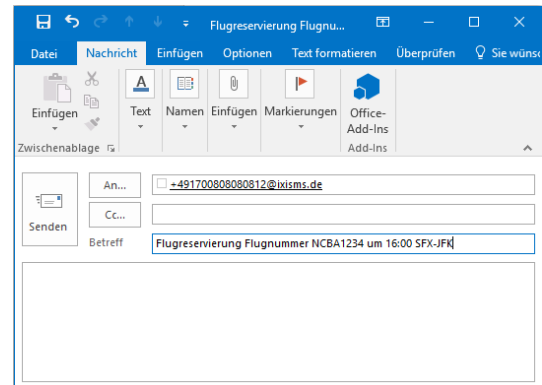 Flugreservierung Flugnu...
Datei Nachricht Einfügen Optionen Text formatieren Überprüfen Sie wünsc
Einfügen Text Namen Einfügen Markierungen Office-
Add-Ins
Zwischenablage Add-Ins
An... +491700808080812@ixisms.de
Senden Cc...
Betreff Flugreservierung Flugnummer NCBA1234 um 16:00 SFX-JFK